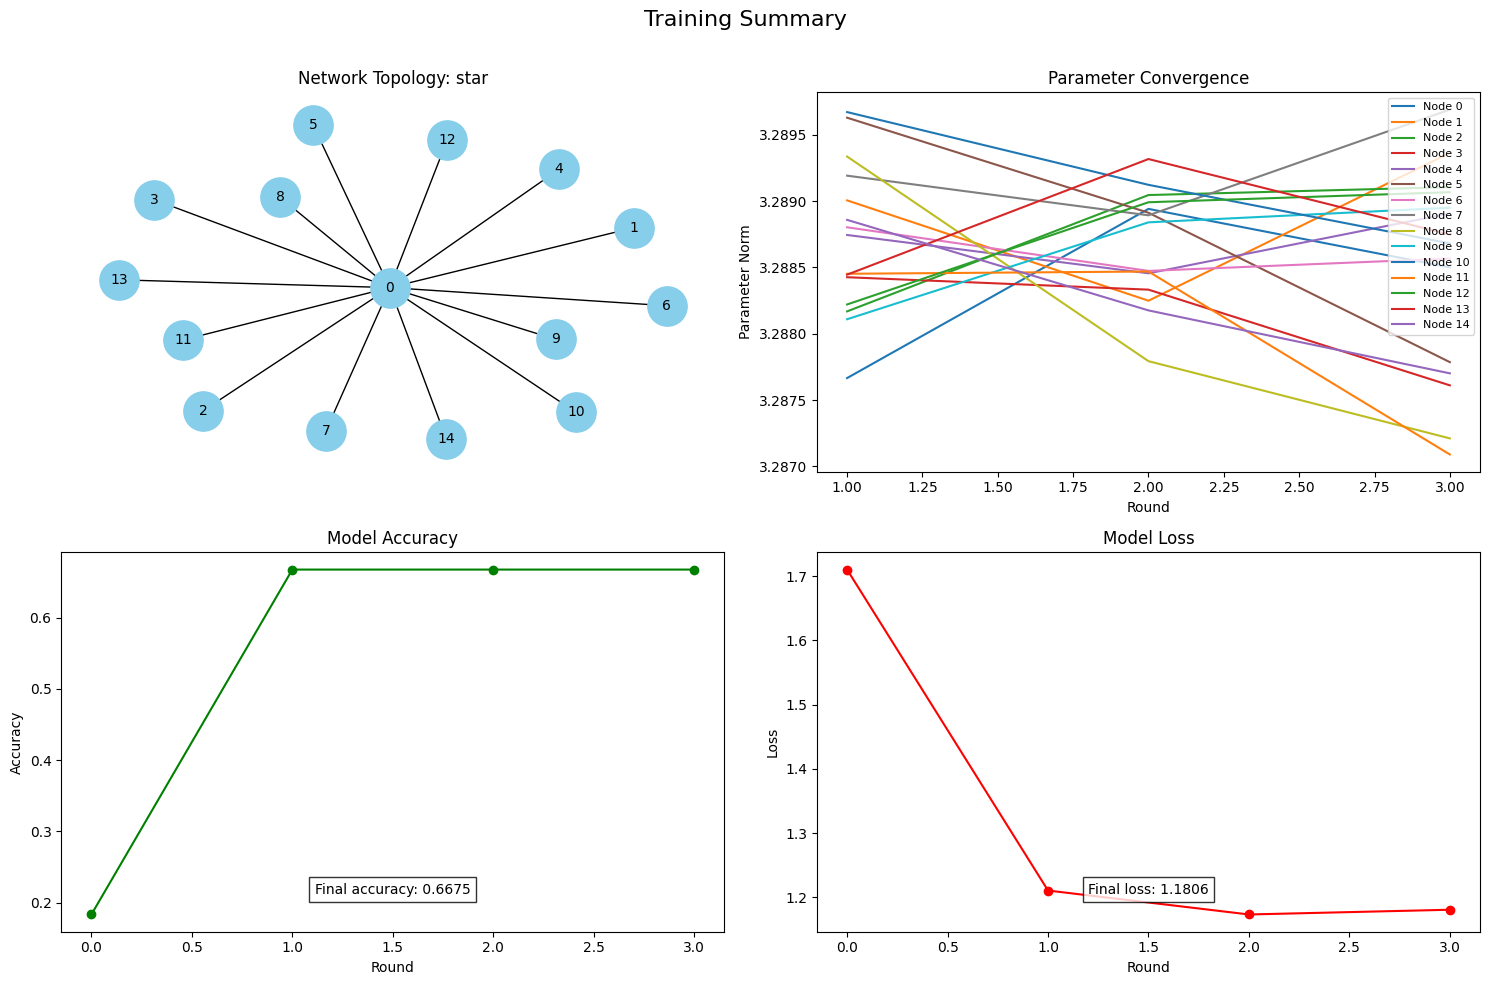 Training Summary
Network Topology: star
5
12
4
3
8
1
13
0
6
11
9
2
7
14
10
Parameter Convergence
Parameter Norm
3.2895
3.2890
3.2885
3.2880
3.2875
3.2870
Node 0
Node 1
Node 2
Node 3
Node 4
Node 5
Node 6
Node 7
Node 8
Node 9
Node 10
Node 11
Node 12
Node 13
Node 14
1.00 1.25 1.50 1.75 2.00 2.25 2.50 2.75 3.00
Round
Model Accuracy
Accuracy
0.6
0.5
0.4
0.3
0.2
Final accuracy: 0.6675
0.0 0.5 1.0 1.5 2.0 2.5 3.0
Round
Model Loss
Loss
1.7
1.6
1.5
1.4
1.3
1.2
Final loss: 1.1806
0.0 0.5 1.0 1.5 2.0 2.5 3.0
Round